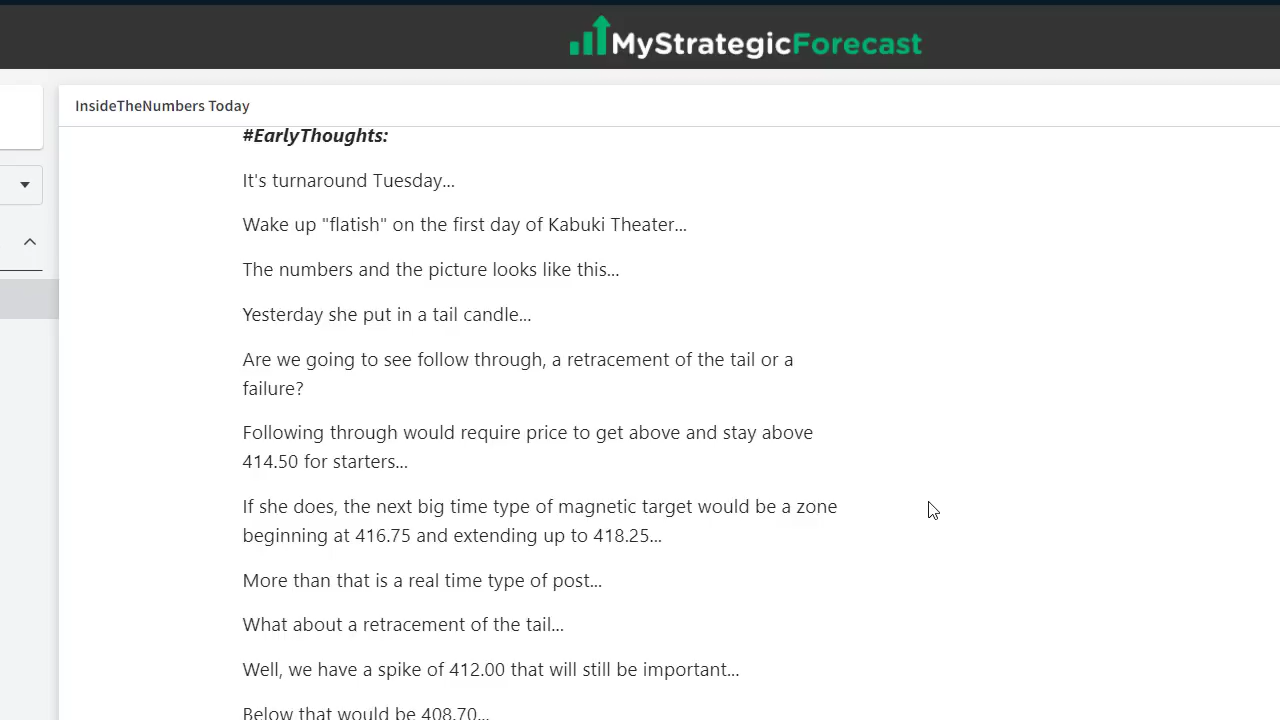 MyStrategicForecast
InsideTheNumbers Today
#EarlyThoughts:
It's turnaround Tuesday...
Wake up "flatish" on the first day of Kabuki Theater...
The numbers and the picture looks like this...
Yesterday she put in a tail candle...
Are we going to see follow through, a retracement of the tail or a
failure?
Following through would require price to get above and stay above
414.50 for starters...
If she does, the next big time type of magnetic target would be a zone
beginning at 416.75 and extending up to 418.25...
More than that is a real time type of post...
What about a retracement of the tail...
Well, we have a spike of 412.00 that will still be important...
Below that would be 408.70...